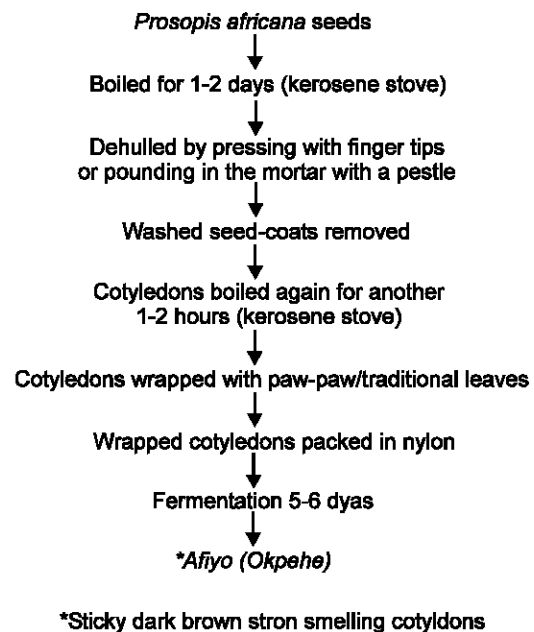 Prosopis africana seeds
Boiled for 1-2 days (kerosene stove)
Dehulled by pressing with finger tips
or pounding in the mortar with a pestle
Washed seed-coats removed
Cotyledons boiled again for another
1-2 hours (kerosene stove)
Cotyledons wrapped with paw-paw/traditional leaves
Wrapped cotyledons packed in nylon
Fermentation 5-6 dyas
*Afiyo (Okpehe)
*Sticky dark brown stron smelling cotyldons